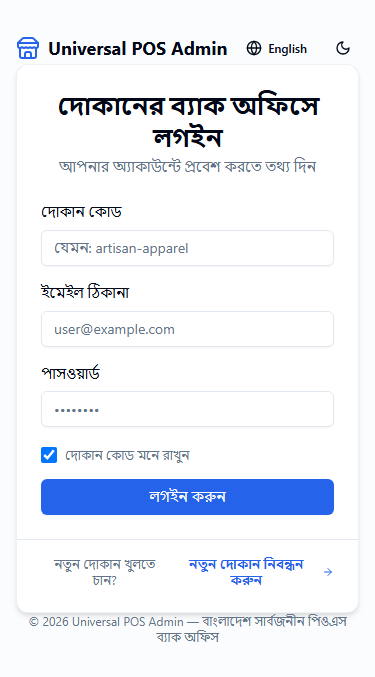 Universal POS Admin English
দোকানের ব্যাক অফিসে
লগইন
আপনার অ্যাকাউন্টে প্রবেশ করতে তথ্য দিন
দোকান কোড
যেমন: artisan-apparel
ইমেইল ঠিকানা
user@example.com
পাসওয়ার্ড
••••••••
দোকান কোড মনে রাখুন
লগইন করুন
নতুন দোকান খুলতে
চান?
নতুন দোকান নিবন্ধন
করুন →
© 2026 Universal POS Admin — বাংলাদেশ সার্বজনীন পিওএস
ব্যাক অফিস